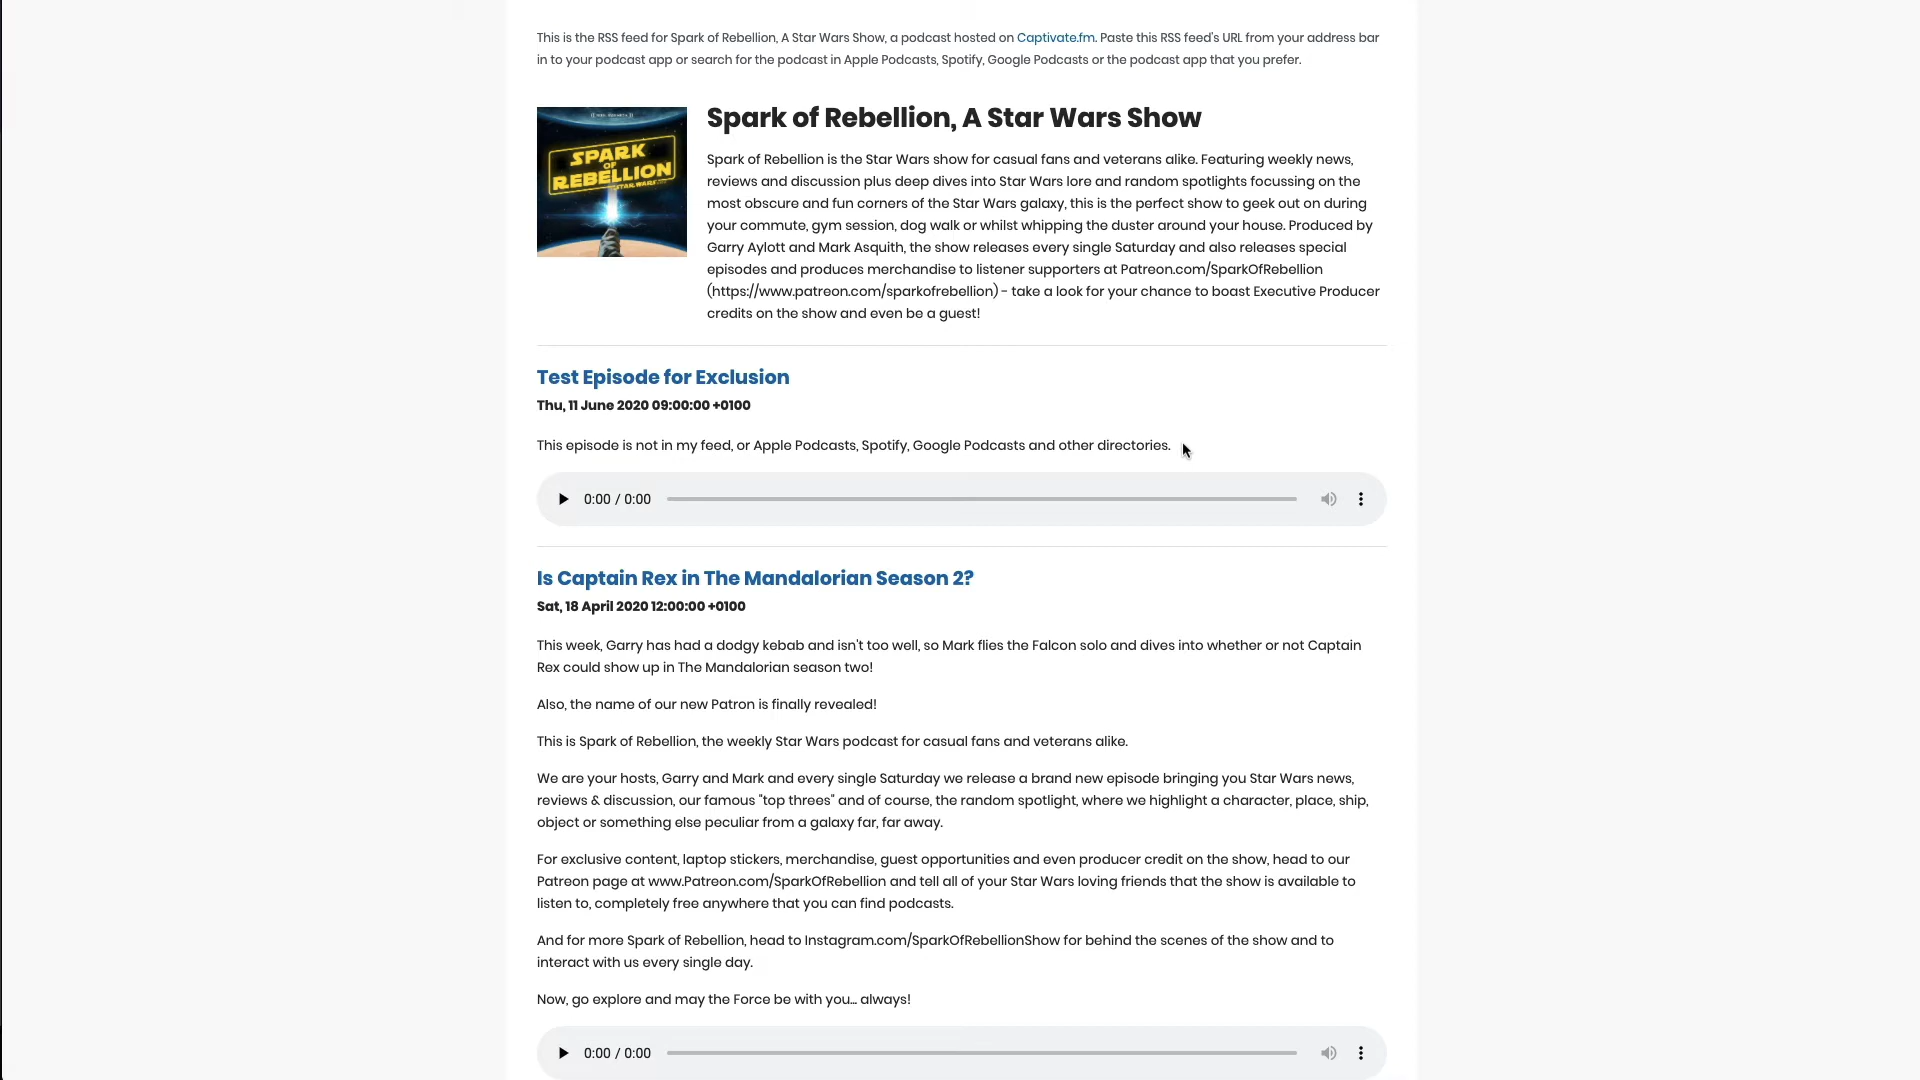 This is the RSS feed for Spark of Rebellion, A Star Wars Show, a podcast hosted on Captivate.fm. Paste this RSS feed's URL from your address bar
in to your podcast app or search for the podcast in Apple Podcasts, Spotify, Google Podcasts or the podcast app that you prefer.
SPARK
OF
REBELLION
Spark of Rebellion, A Star Wars Show
Spark of Rebellion is the Star Wars show for casual fans and veterans alike. Featuring weekly news,
reviews and discussion plus deep dives into Star Wars lore and random spotlights focussing on the
most obscure and fun corners of the Star Wars galaxy, this is the perfect show to geek out on during
your commute, gym session, dog walk or whilst whipping the duster around your house. Produced by
Garry Aylott and Mark Asquith, the show releases every single Saturday and also releases special
episodes and produces merchandise to listener supporters at Patreon.com/SparkOfRebellion
(https://www.patreon.com/sparkofrebellion) - take a look for your chance to boast Executive Producer
credits on the show and even be a guest!
Test Episode for Exclusion
Thu, 11 June 2020 09:00:00 +0100
This episode is not in my feed, or Apple Podcasts, Spotify, Google Podcasts and other directories.
0:00 / 0:00
Is Captain Rex in The Mandalorian Season 2?
Sat, 18 April 2020 12:00:00 +0100
This week, Garry has had a dodgy kebab and isn't too well, so Mark flies the Falcon solo and dives into whether or not Captain
Rex could show up in The Mandalorian season two!
Also, the name of our new Patron is finally revealed!
This is Spark of Rebellion, the weekly Star Wars podcast for casual fans and veterans alike.
We are your hosts, Garry and Mark and every single Saturday we release a brand new episode bringing you Star Wars news,
reviews & discussion, our famous "top threes" and of course, the random spotlight, where we highlight a character, place, ship,
object or something else peculiar from a galaxy far, far away.
For exclusive content, laptop stickers, merchandise, guest opportunities and even producer credit on the show, head to our
Patreon page at www.Patreon.com/SparkOfRebellion and tell all of your Star Wars loving friends that the show is available to
listen to, completely free anywhere that you can find podcasts.
And for more Spark of Rebellion, head to Instagram.com/SparkOfRebellionShow for behind the scenes of the show and to
interact with us every single day.
Now, go explore and may the Force be with you... always!
0:00 / 0:00